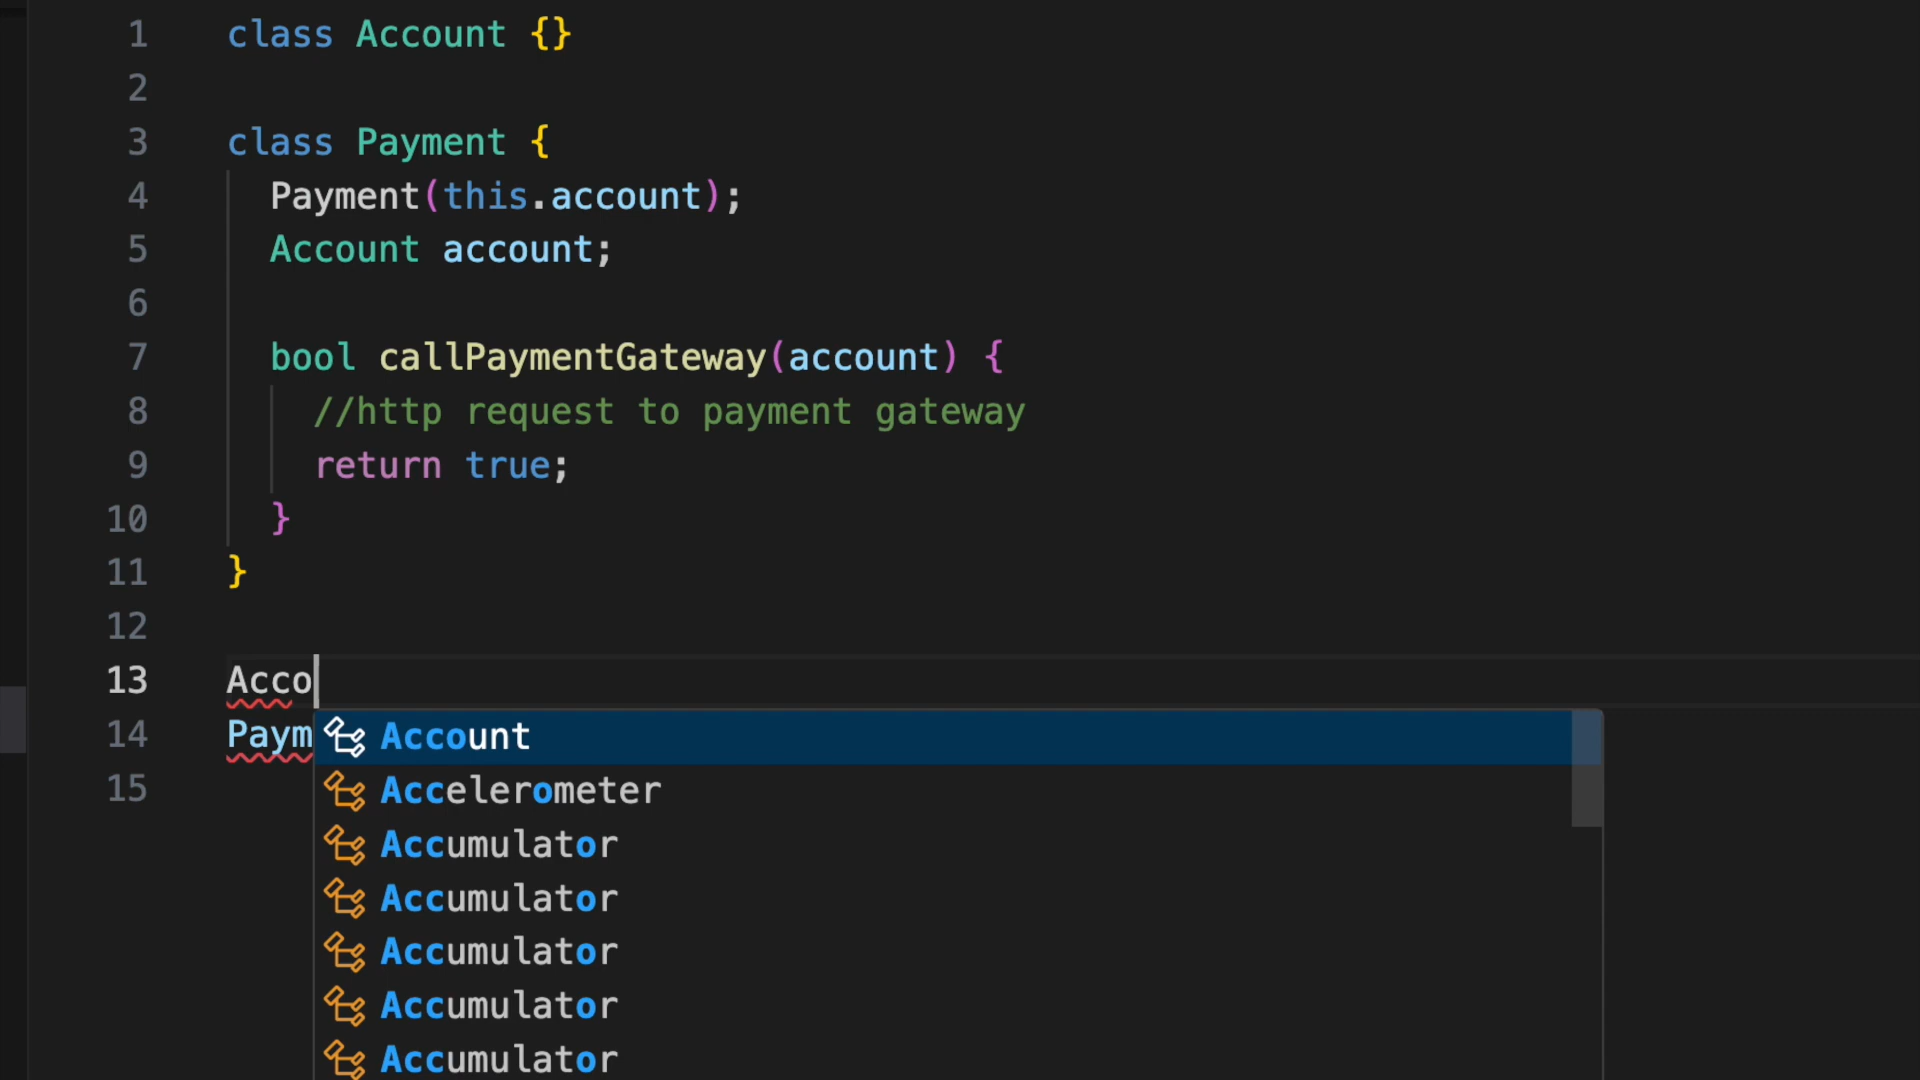 1 class Account {}
2
3 class Payment {
4 Payment(this.account);
5 Account account;
6
7 bool callPaymentGateway(account) {
8 //http request to payment gateway
9 return true;
10 }
11 }
12
13 Acco
14 Paym
Account
15
Accelerometer
Accumulator
Accumulator
Accumulator
Accumulator
Accumulator